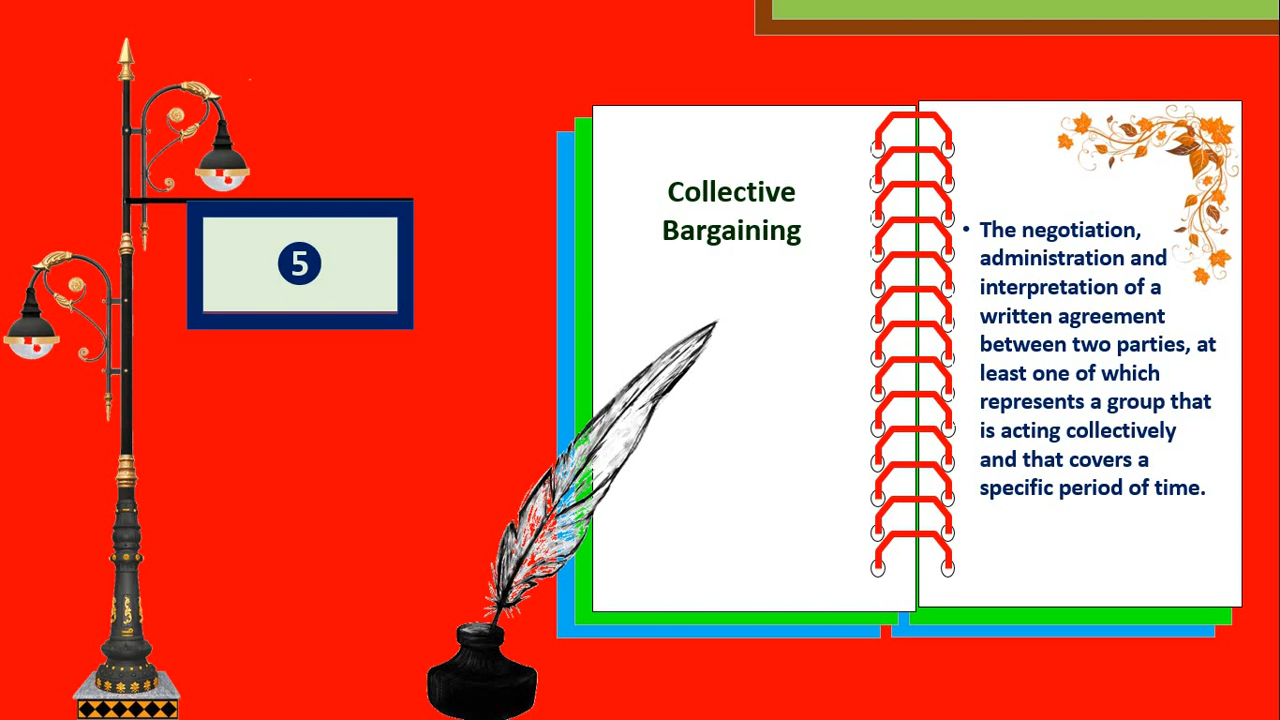 5
Collective
Bargaining
• The negotiation,
administration and
interpretation of a
written agreement
between two parties, at
least one of which
represents a group that
is acting collectively
and that covers a
specific period of time.